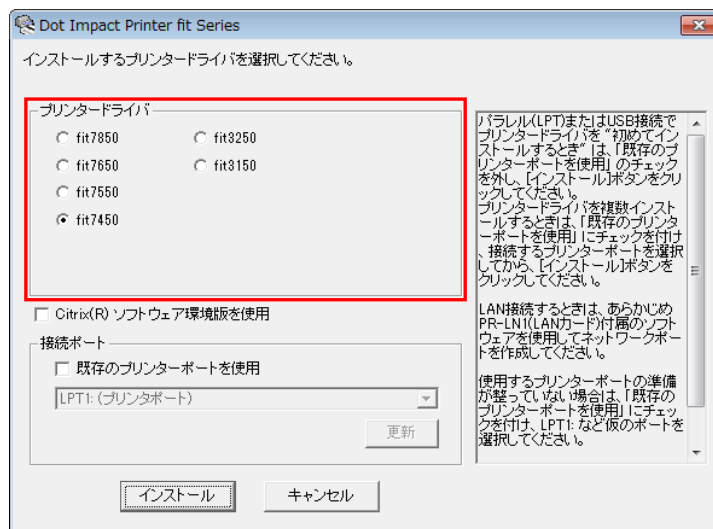 Dot Impact Printer fit Series
インストールするプリンタードライバを選択してください。
プリンタードライバ
fit7850
fit3250
fit7650
fit3150
fit7550
fit7450
Citrix(R) ソフトウェア環境版を使用
接続ポート
既存のプリンターポートを使用
LPT1: (プリンタポート)
更新
インストール
キャンセル
パラレル(LPT)またはUSB接続で
プリンタードライバを“初めてイン
ストールするとき”は、「既存のプ
リンターポートを使用」のチェック
を外し、[インストール]ボタンをクリ
ックしてください。
プリンタードライバを複数インスト
ールするときは、「既存のプリンタ
ーポートを使用」にチェックを付け
、接続するプリンターポートを選択
してから、[インストール]ボタンを
クリックしてください。
LAN接続するときは、あらかじめ
PR-LN1(LANカード)付属のソフト
ウェアを使用してネットワークポー
トを作成してください。
使用するプリンターポートの準備
が整っていない場合は、「既存の
プリンターポートを使用」にチェッ
クを付け、LPT1: など仮のポートを
選択してください。